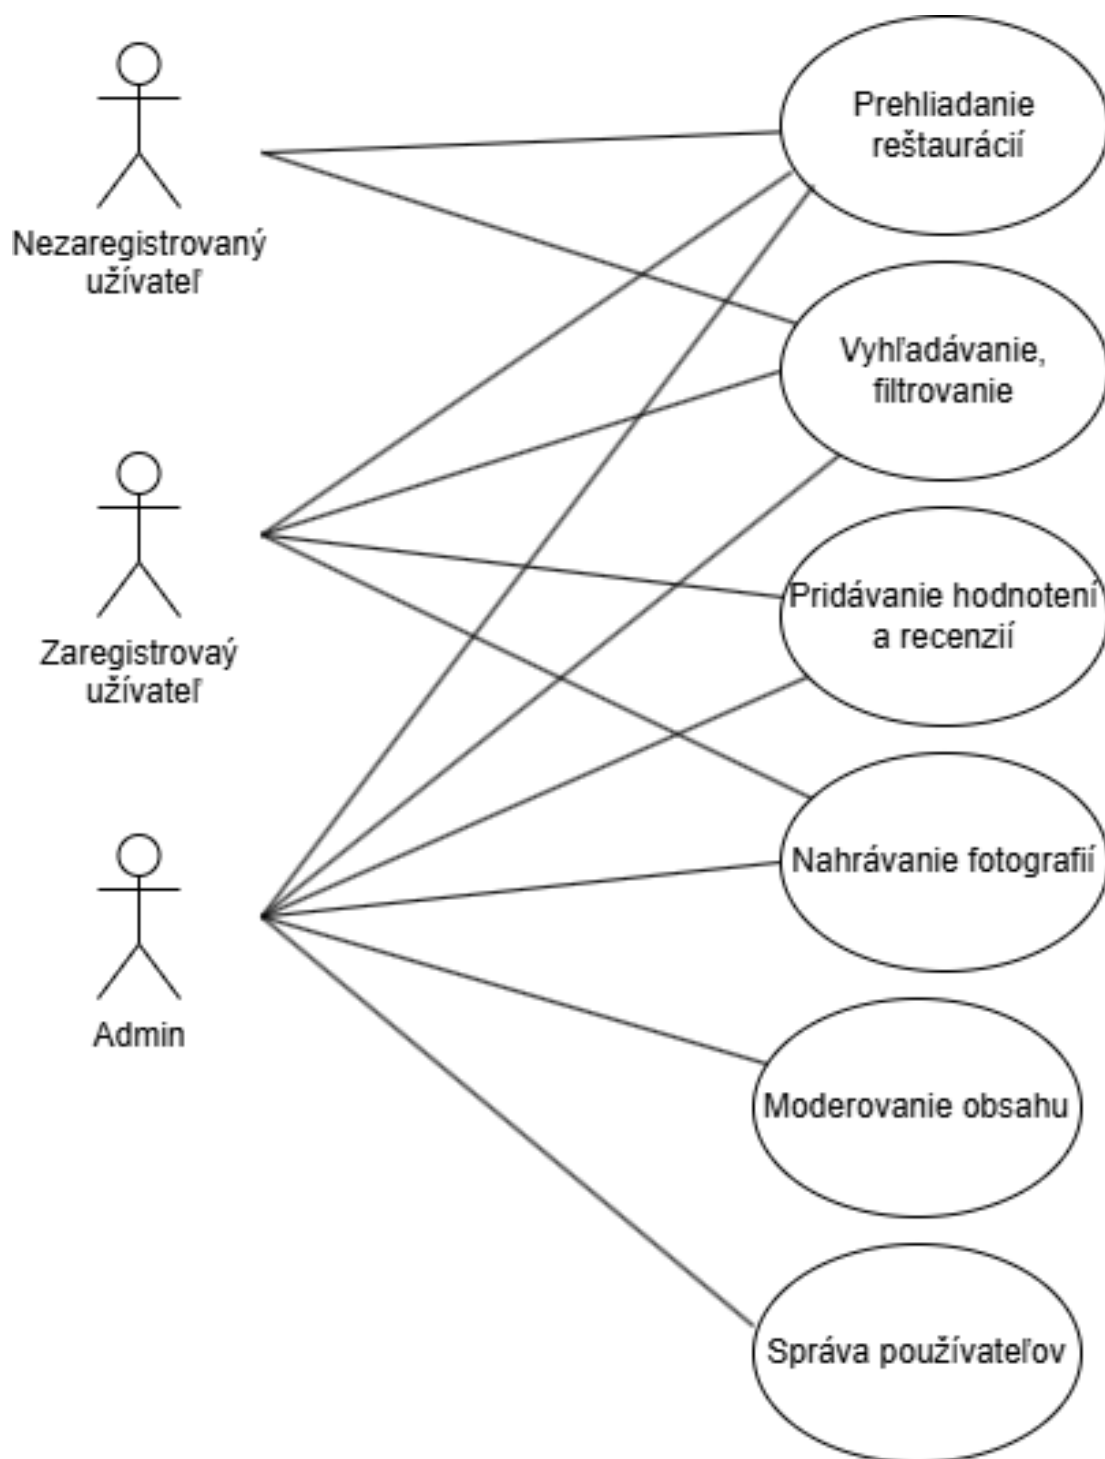 Prehliadanie
reštaurácií
Nezaregistrovaný
užívateľ
Vyhľadávanie,
filtrovanie
Pridávanie hodnotení
a recenzií
Zaregistrovaý
užívateľ
Nahrávanie fotografií
Admin
Moderovanie obsahu
Správa používateľov